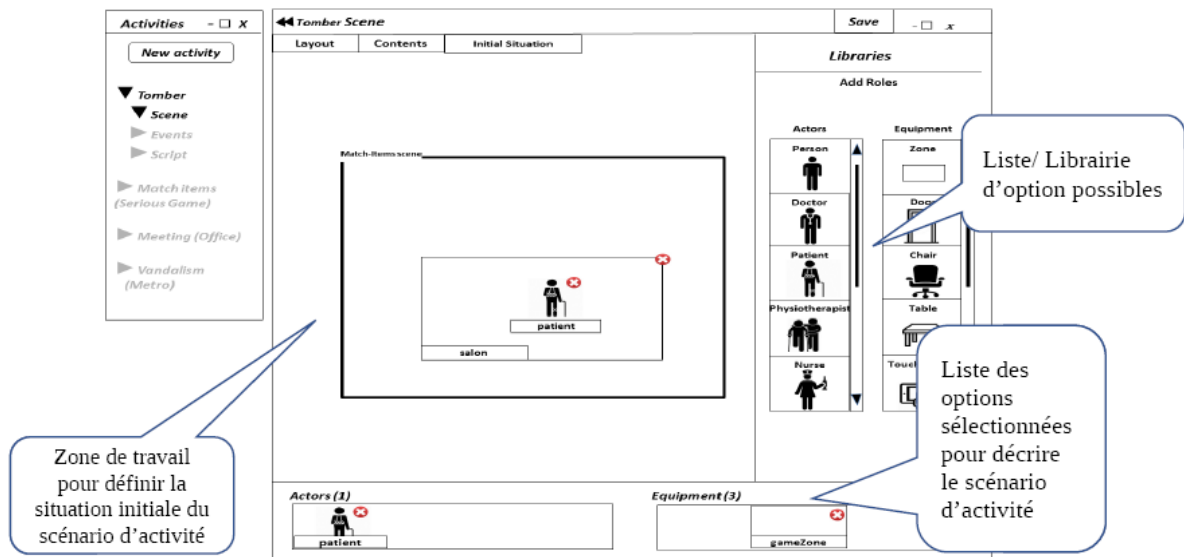 Activities - □ X
New activity
Tomber
Scene
Events
Script
Match items
(Serious Game)
Meeting (Office)
Vandalism
(Metro)
Tomber Scene
Save
- □ x
Layout
Contents
Initial Situation
Match-Items scene
patient
salon
Libraries
Add Roles
Actors
Person
Doctor
Patient
Physiotherapist
Nurse
Equipment
Zone
Chair
Table
Actors (1)
patient
Equipment (3)
gameZone
Liste/ Librairie
d’option possibles
Liste des
options
sélectionnées
pour décrire
le scénario
d’activité
Zone de travail
pour définir la
situation initiale du
scénario d’activité